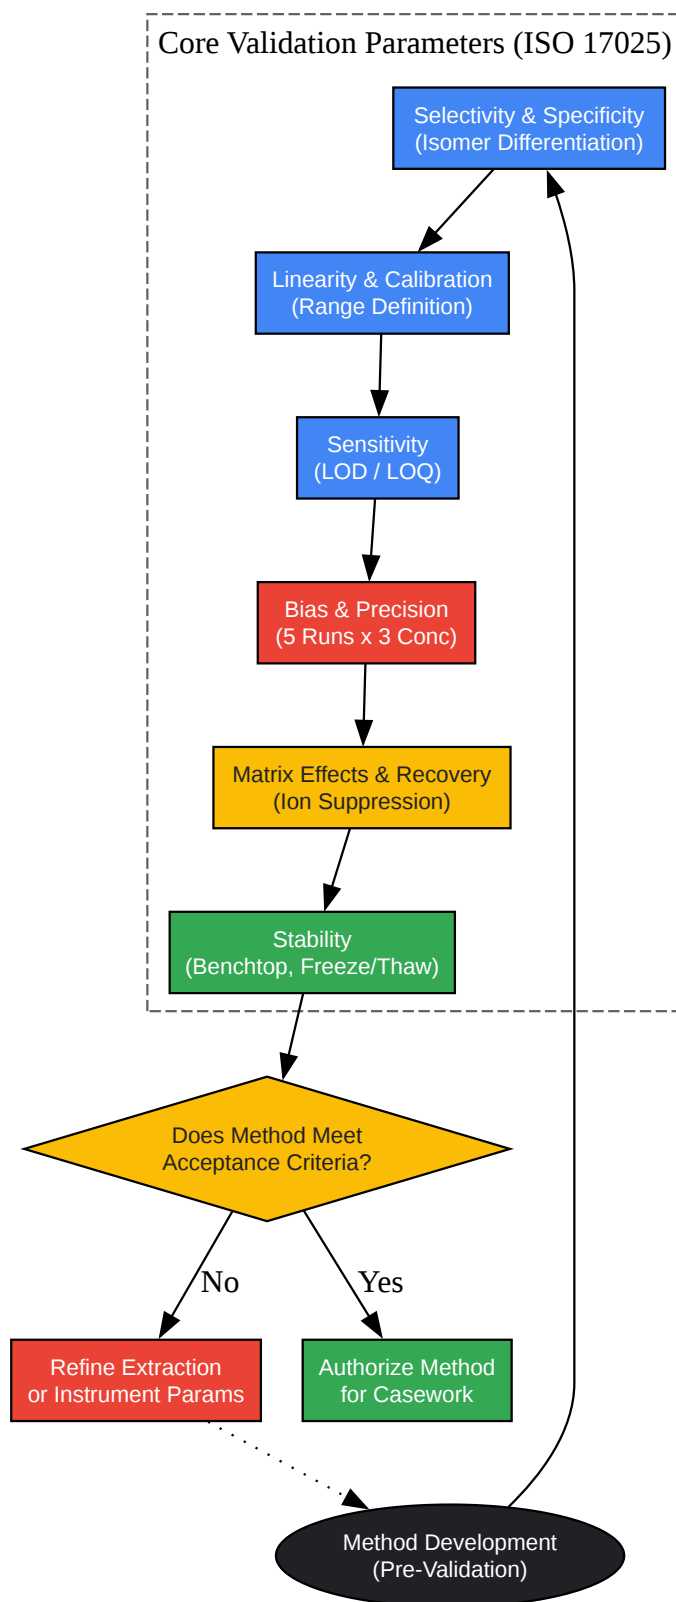 Core Validation Parameters (ISO 17025)
Selectivity & Specificity
(Isomer Differentiation)
Linearity & Calibration
(Range Definition)
Sensitivity
(LOD / LOQ)
Bias & Precision
(5 Runs x 3 Conc)
Matrix Effects & Recovery
(Ion Suppression)
Stability
(Benchtop, Freeze/Thaw)
Does Method Meet
Acceptance Criteria?
No
Yes
Refine Extraction
or Instrument Params
Authorize Method
for Casework
Method Development
(Pre-Validation)